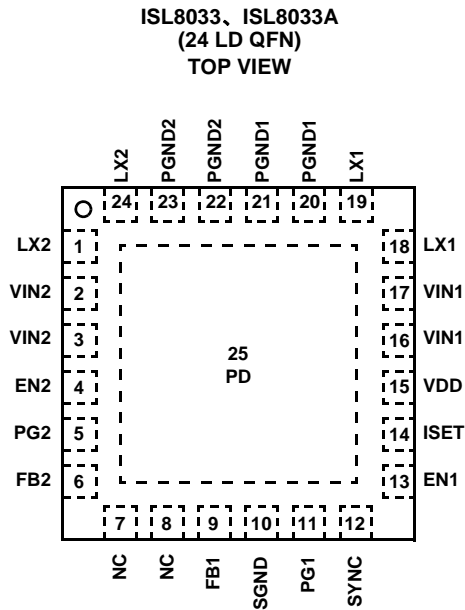 ISL8033、ISL8033A
(24 LD QFN)
TOP VIEW
LX2
PGND2
PGND2
PGND1
PGND1
LX1
24 23 22 21 20 19
LX2 1
VIN2 2
VIN2 3
EN2 4
PG2 5
FB2 6
25
PD
18 LX1
17 VIN1
16 VIN1
15 VDD
14 ISET
13 EN1
7 8 9 10 11 12
NC
NC
FB1
SGND
PG1
SYNC